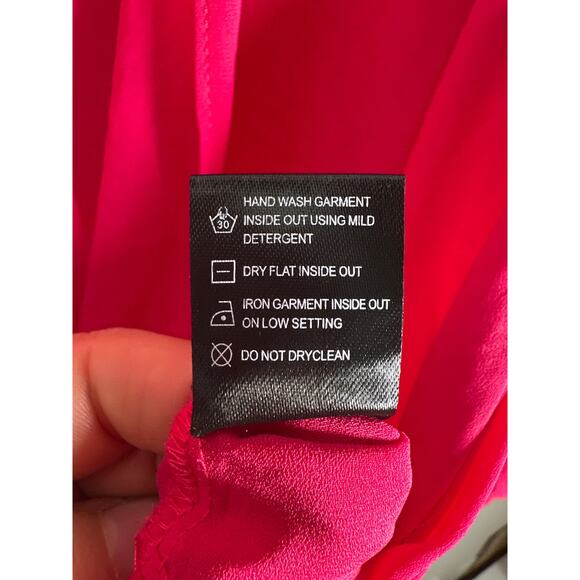 HAND WASH GARMENT
30 INSIDE OUT USING MILD
DETERGENT
DRY FLAT INSIDE OUT
IRON GARMENT INSIDE OUT
ON LOW SETTING
DO NOT DRYCLEAN